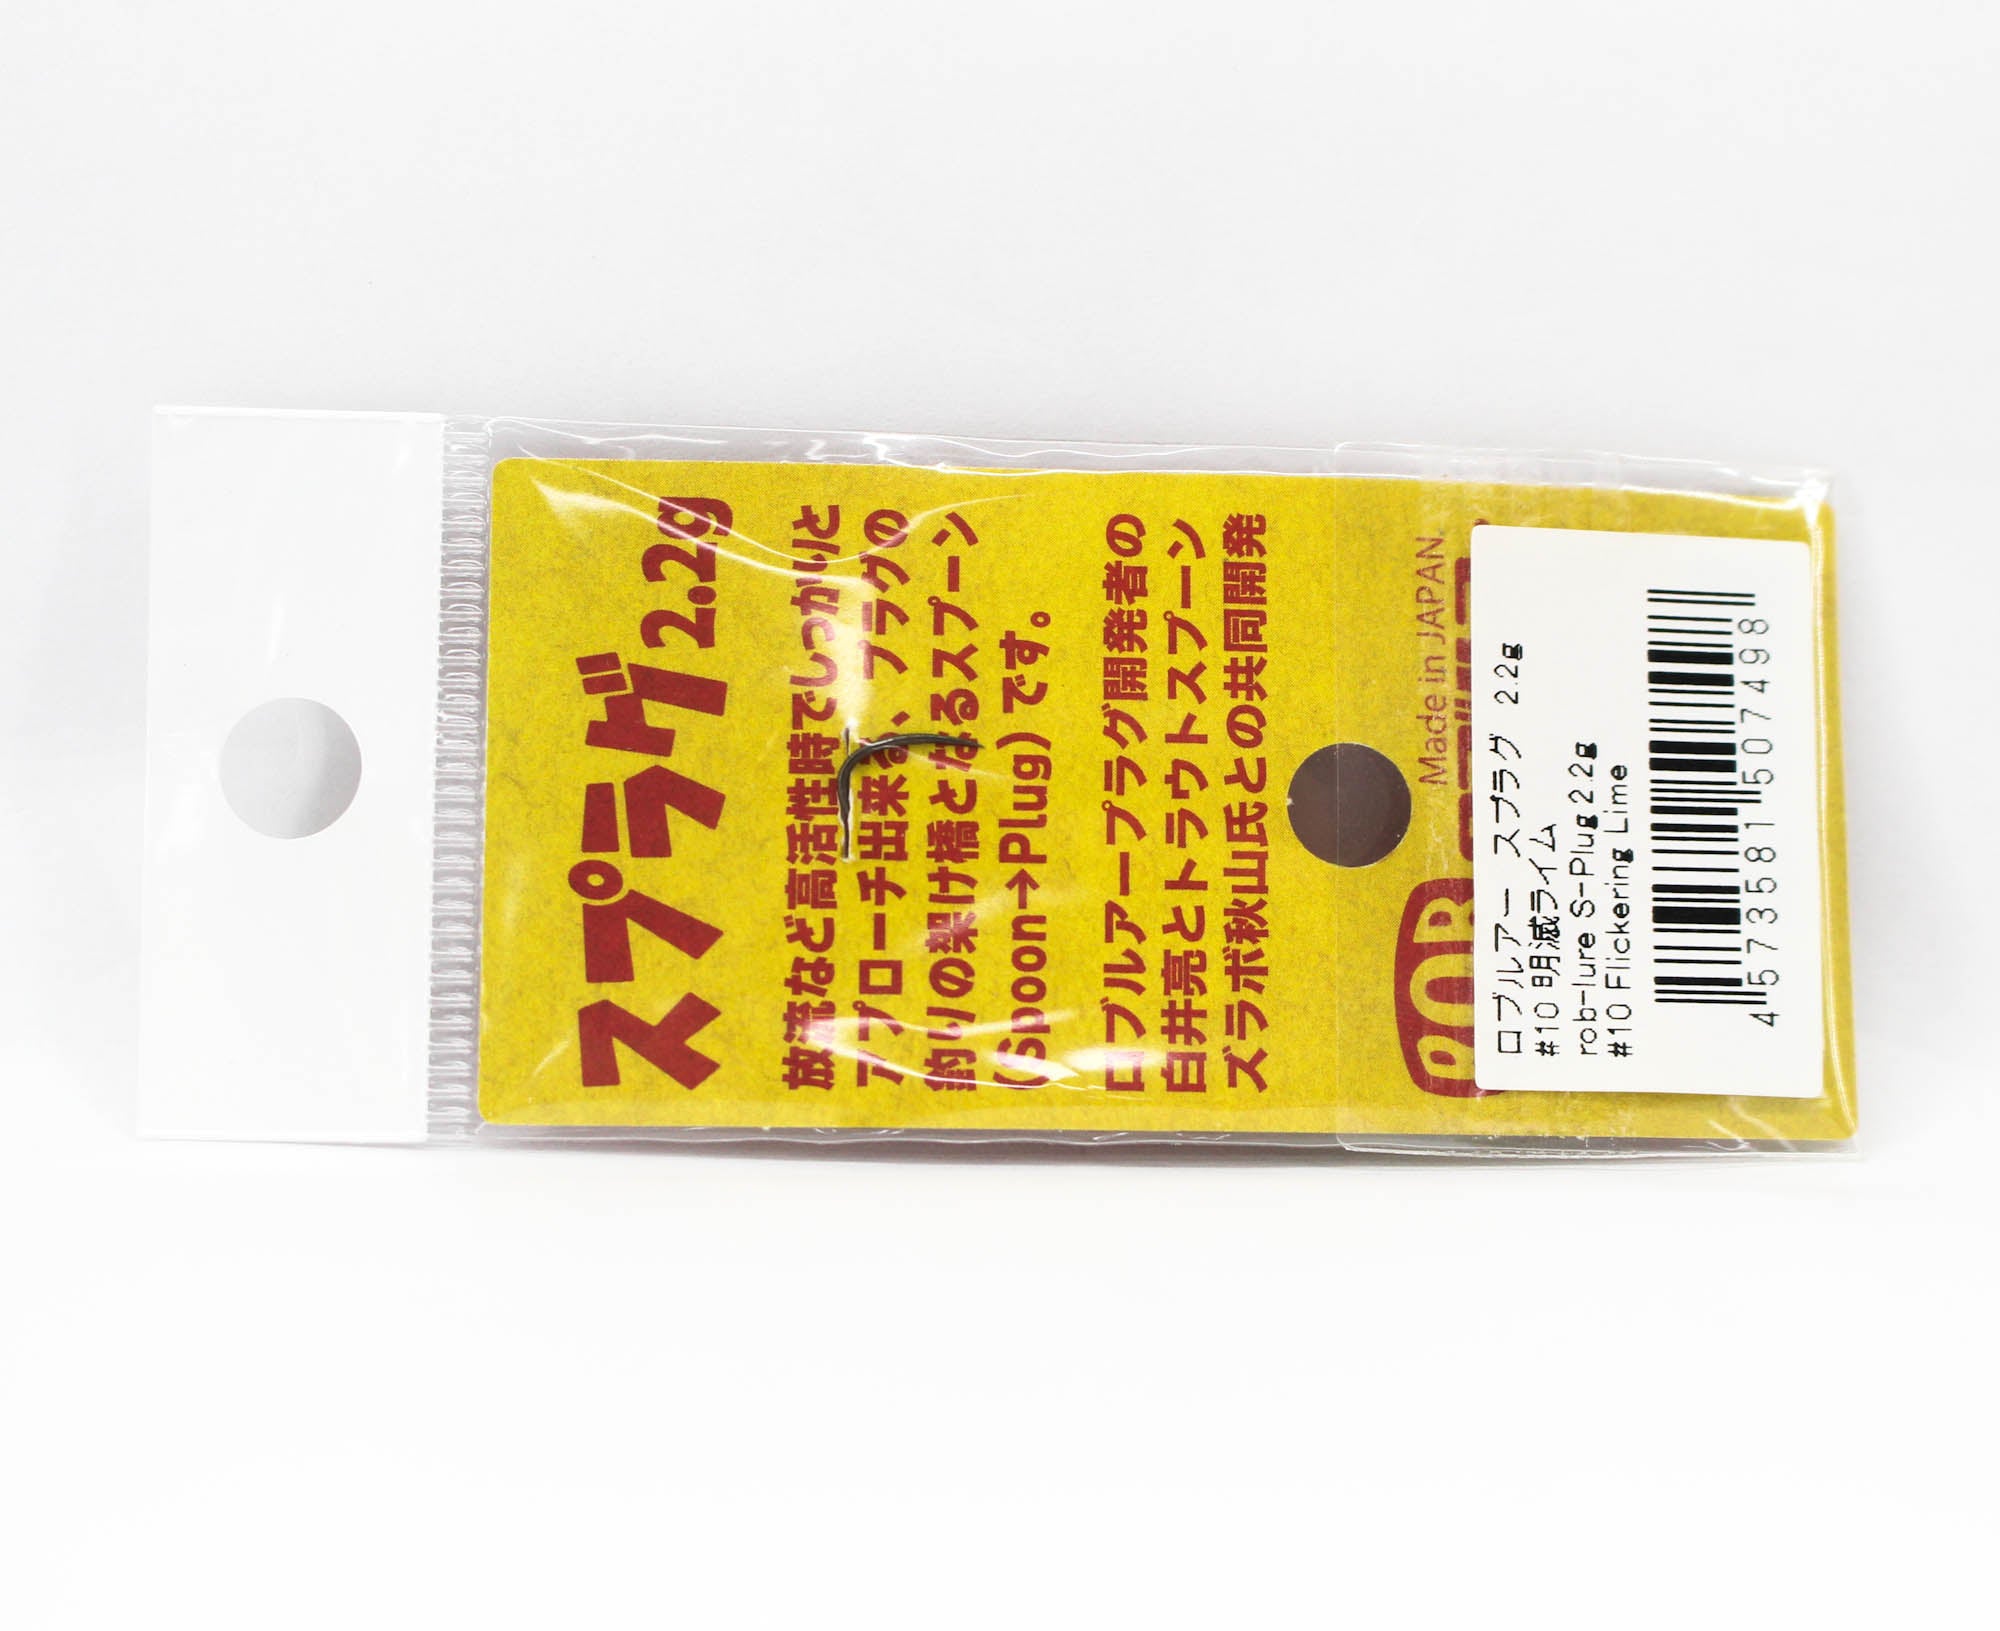 スプラグ 2.2g
放流など高活性時でしっかりと
アプローチ出来る、プラグの
釣りの架け橋となるスプーン
(Spoon→Plug)です。
ロブルアープラグ開発者の
白井亮とトラウトスプーン
ズラボ秋山氏との共同開発
Made in JAPAN.
ROB
ロブルアー スプラグ 2.2g
#10 明滅ライム
rob-lure S-Plug2.2g
#10 Flickering Lime
4573581507498